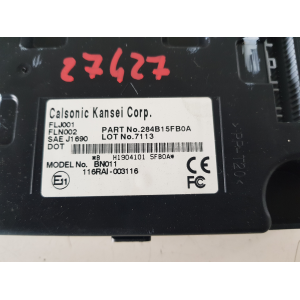 27427
Calsonic Kansei Corp.
FLJ001
FLN002 PART No.284B15FB0A
SAE J1690 LOT No.7113
DOT
*B H1904101 5FB0A*
MODEL No. BN011
116RAI-003116
CE